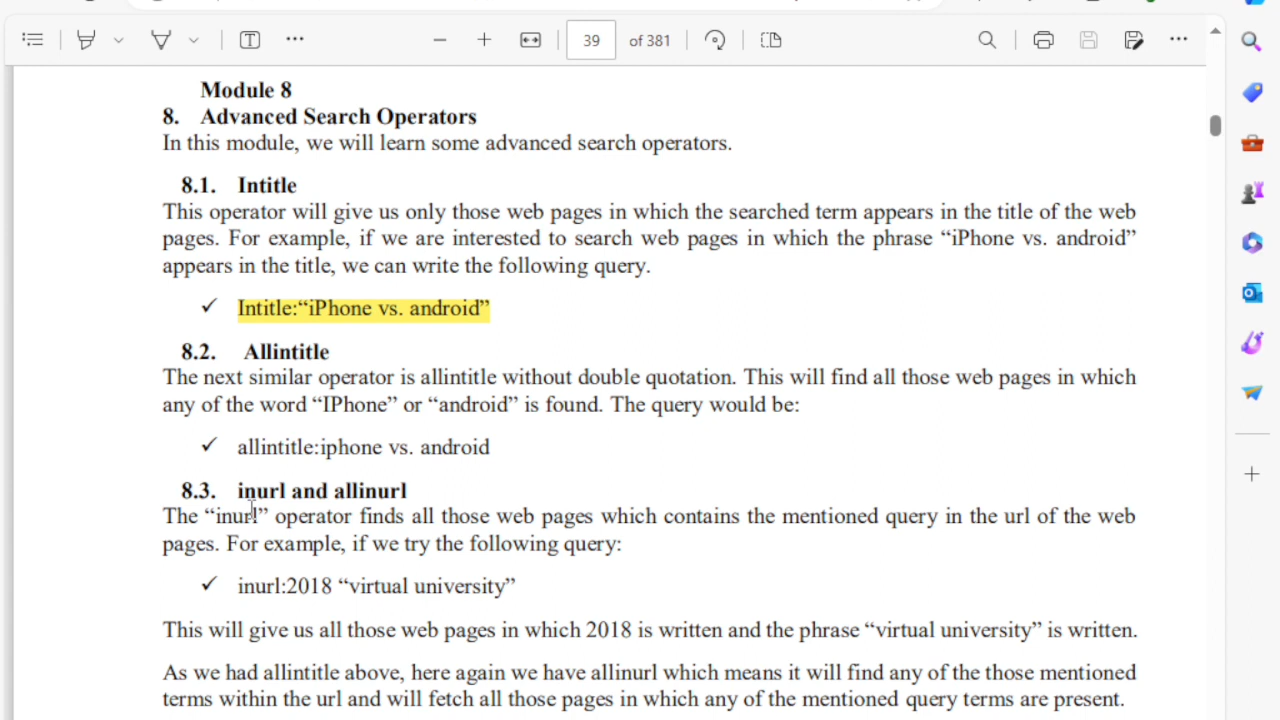 39 of 381
Module 8
8. Advanced Search Operators
In this module, we will learn some advanced search operators.
8.1. Intitle
This operator will give us only those web pages in which the searched term appears in the title of the web
pages. For example, if we are interested to search web pages in which the phrase “iPhone vs. android”
appears in the title, we can write the following query.
✓ Intitle:“iPhone vs. android”
8.2. Allintitle
The next similar operator is allintitle without double quotation. This will find all those web pages in which
any of the word “IPhone” or “android” is found. The query would be:
✓ allintitle:iphone vs. android
8.3. inurl and allinurl
The “inurl” operator finds all those web pages which contains the mentioned query in the url of the web
pages. For example, if we try the following query:
✓ inurl:2018 “virtual university”
This will give us all those web pages in which 2018 is written and the phrase “virtual university” is written.
As we had allintitle above, here again we have allinurl which means it will find any of the those mentioned
terms within the url and will fetch all those pages in which any of the mentioned query terms are present.